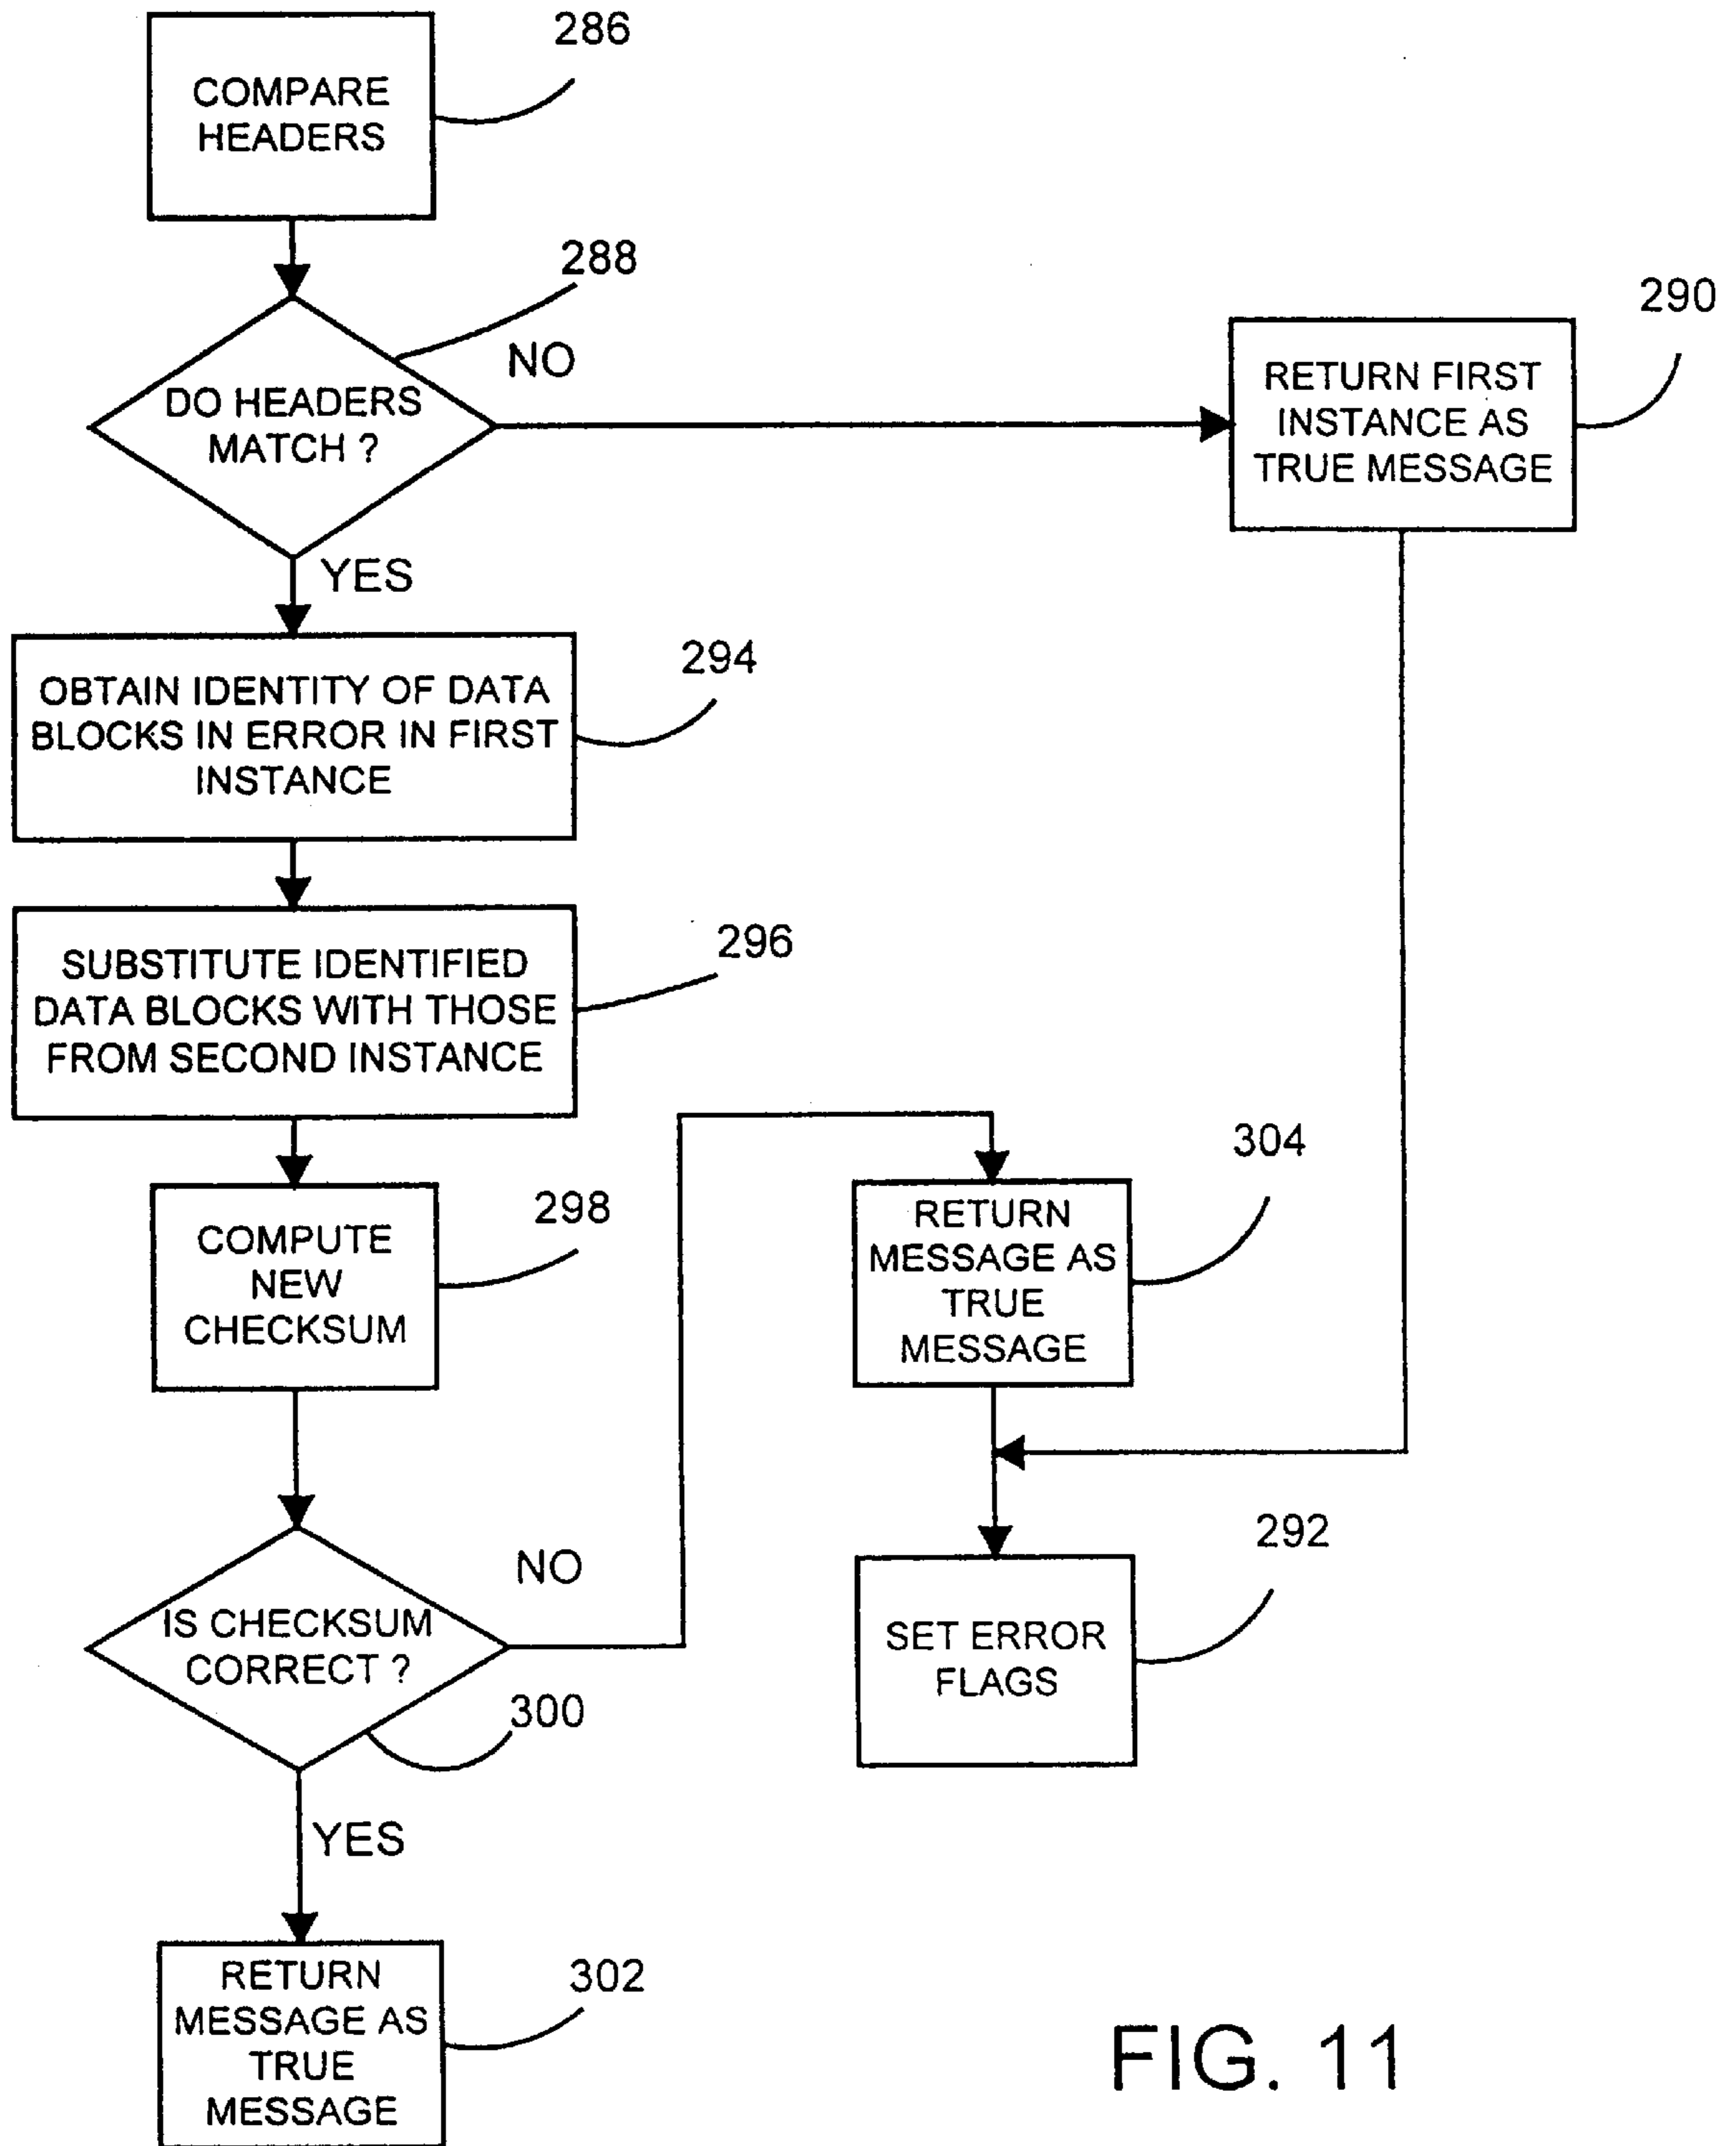 286
COMPARE
HEADERS
288
NO
DO HEADERS
MATCH ?
YES
290
RETURN FIRST
INSTANCE AS
TRUE MESSAGE
294
OBTAIN IDENTITY OF DATA
BLOCKS IN ERROR IN FIRST
INSTANCE
296
SUBSTITUTE IDENTIFIED
DATA BLOCKS WITH THOSE
FROM SECOND INSTANCE
298
COMPUTE
NEW
CHECKSUM
304
RETURN
MESSAGE AS
TRUE
MESSAGE
NO
IS CHECKSUM
CORRECT ?
300
YES
292
SET ERROR
FLAGS
302
RETURN
MESSAGE AS
TRUE
MESSAGE
FIG. 11